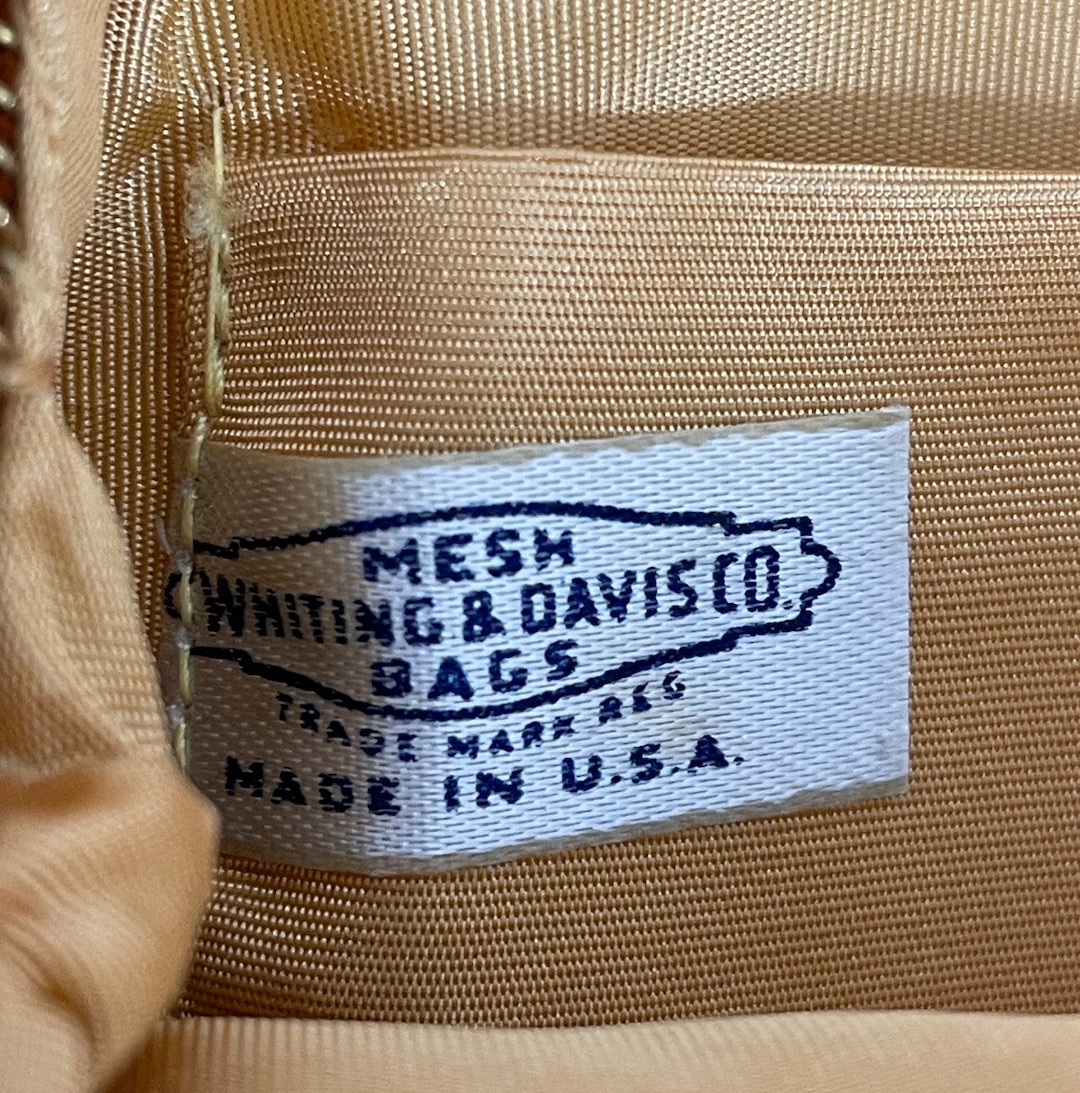 MESH
WHITING & DAVIS CO.
BAGS
TRADE MARK REG
MADE IN U.S.A.